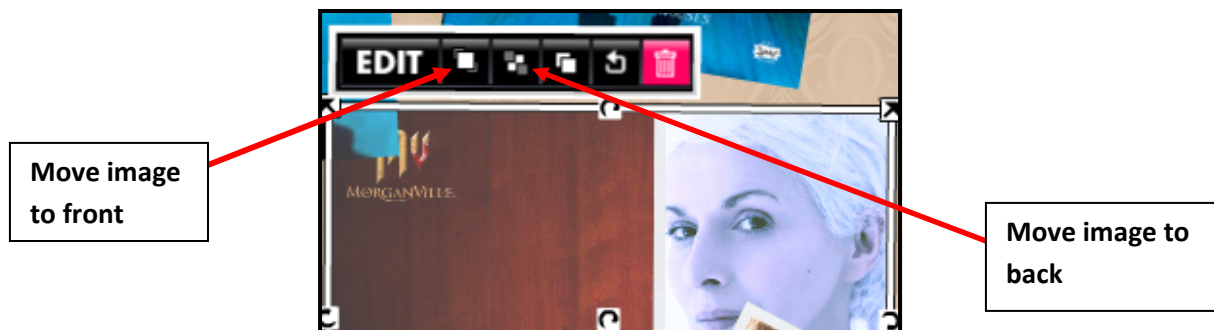 EDIT
Move image
to front
MORGANVILLE
Move image to
back